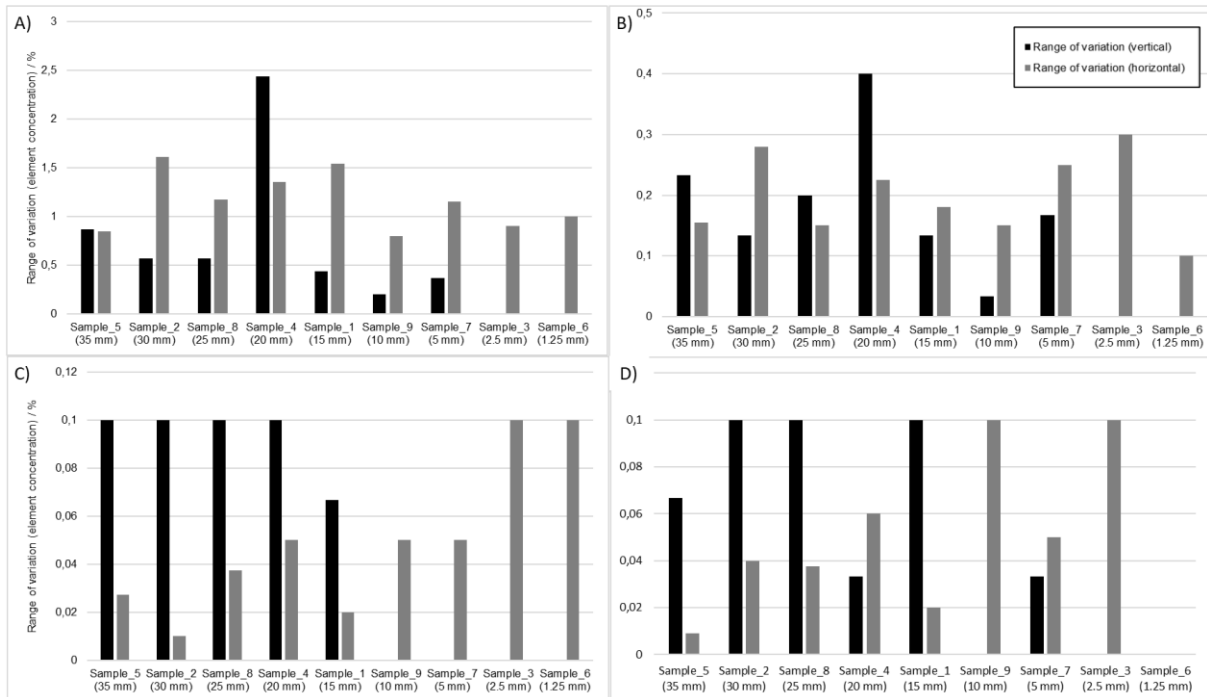 A)
3
2,5
2
1,5
1
0,5
0
Range of variation (element concentration) / %
Sample_5 Sample_2 Sample_8 Sample_4 Sample_1 Sample_9 Sample_7 Sample_3 Sample_6
(35 mm) (30 mm) (25 mm) (20 mm) (15 mm) (10 mm) (5 mm) (2.5 mm) (1.25 mm)
B)
0,5
0,4
0,3
0,2
0,1
0
Range of variation (vertical)
Range of variation (horizontal)
Sample_5 Sample_2 Sample_8 Sample_4 Sample_1 Sample_9 Sample_7 Sample_3 Sample_6
(35 mm) (30 mm) (25 mm) (20 mm) (15 mm) (10 mm) (5 mm) (2.5 mm) (1.25 mm)
C)
0,12
0,1
0,08
0,06
0,04
0,02
0
Range of variation (element concentration) / %
Sample_5 Sample_2 Sample_8 Sample_4 Sample_1 Sample_9 Sample_7 Sample_3 Sample_6
(35 mm) (30 mm) (25 mm) (20 mm) (15 mm) (10 mm) (5 mm) (2.5 mm) (1.25 mm)
D)
0,1
0,08
0,06
0,04
0,02
0
Sample_5 Sample_2 Sample_8 Sample_4 Sample_1 Sample_9 Sample_7 Sample_3 Sample_6
(35 mm) (30 mm) (25 mm) (20 mm) (15 mm) (10 mm) (5 mm) (2.5 mm) (1.25 mm)